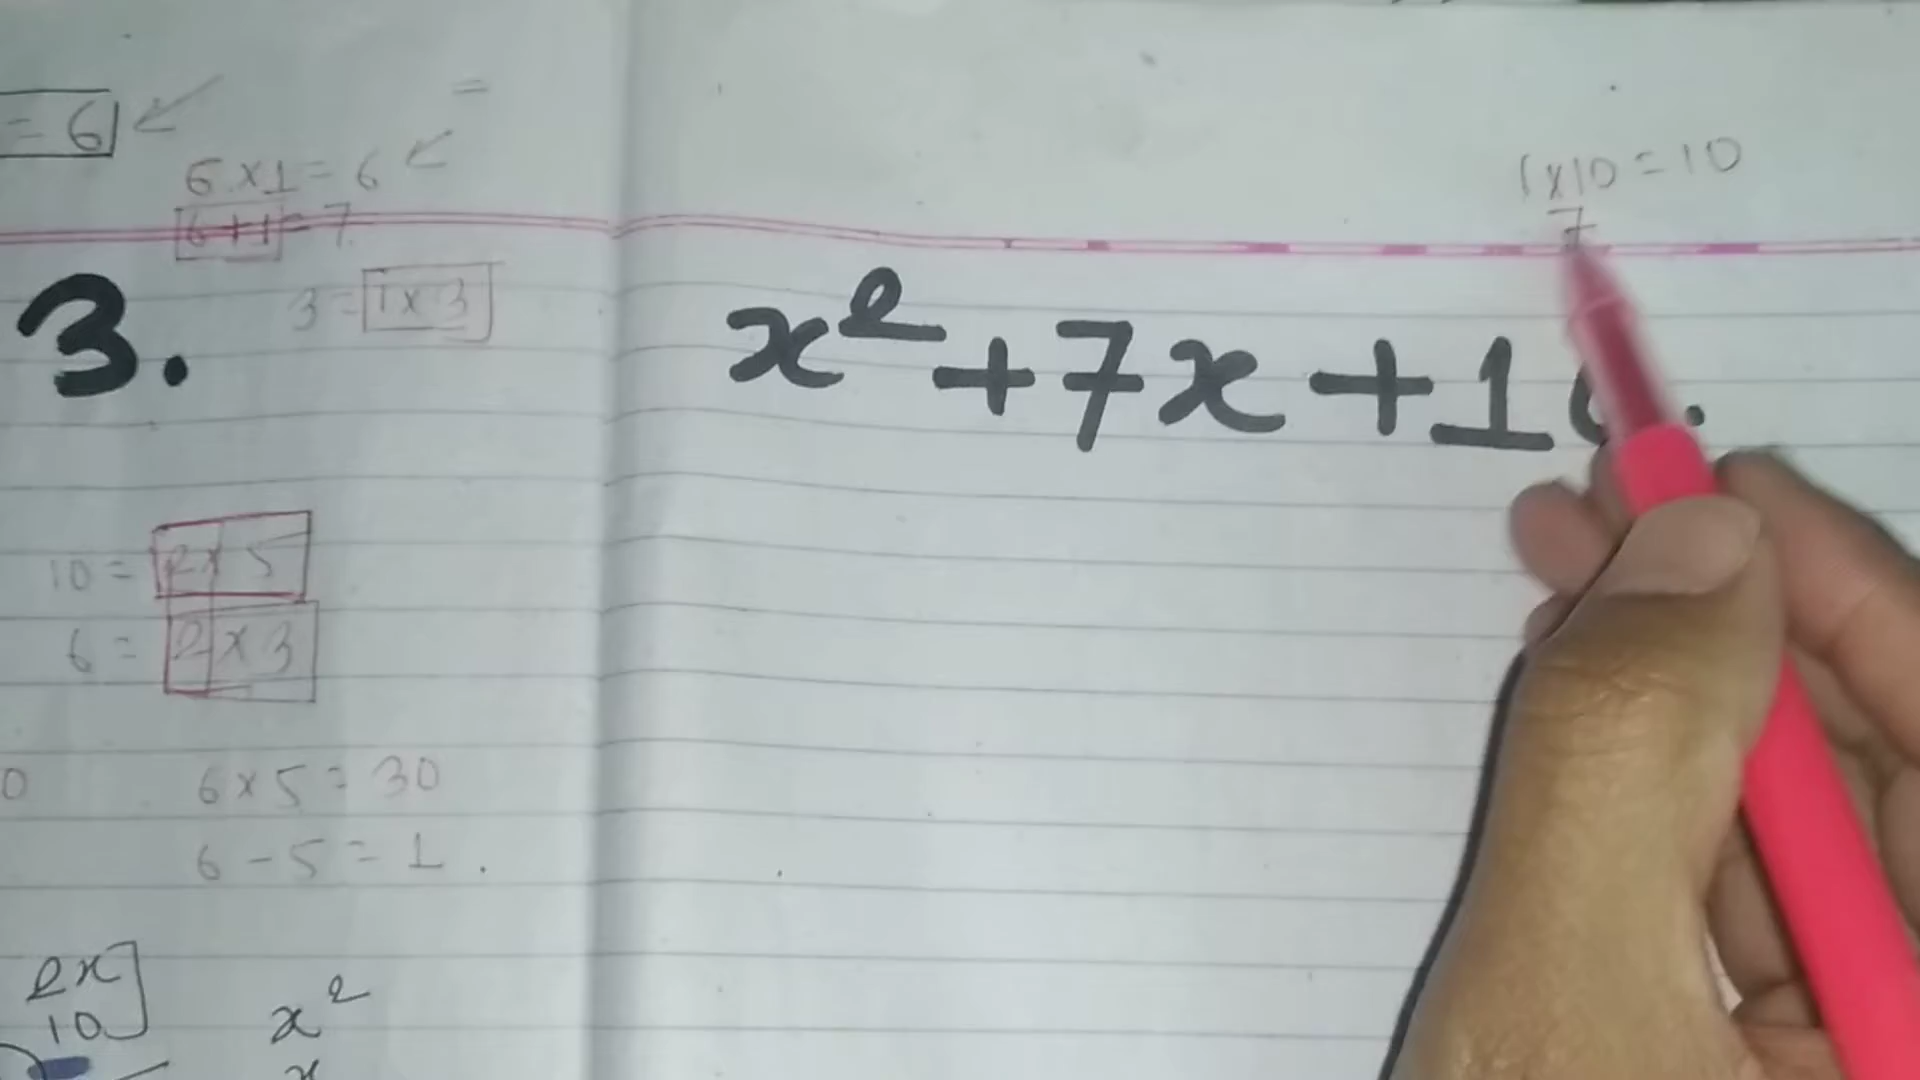 = 6
6 x 1 = 6
=
6 + 1 = 7
1 x 10 = 10
7
3.
3 = 1 x 3
x² + 7x + 1
10 = 2 x 5
6 = 2 x 3
0
6 x 5 = 30
6 - 5 = 1.
2x
10
x²
x